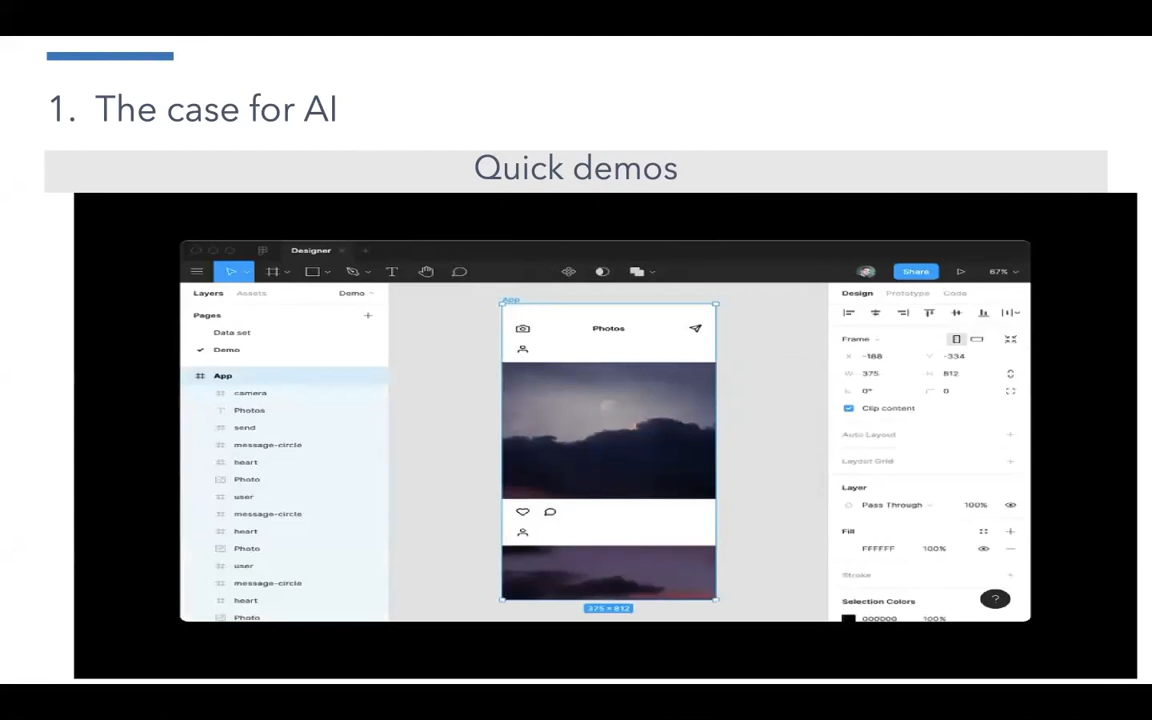 1. The case for AI
Quick demos
Designer
Share
67%
Layers Assets Demo
Pages
Data set
Demo
App
camera
Photos
send
message-circle
heart
Photo
user
message-circle
heart
Photo
user
message-circle
heart
Photo
App
Photos
375 × 812
Design Prototype Code
Frame
X -188 Y -334
W 375 H 812
0° 0
Clip content
Auto Layout
Layout Grid
Layer
Pass Through 100%
Fill
FFFFFF 100%
Stroke
Selection Colors
?
000000 100%